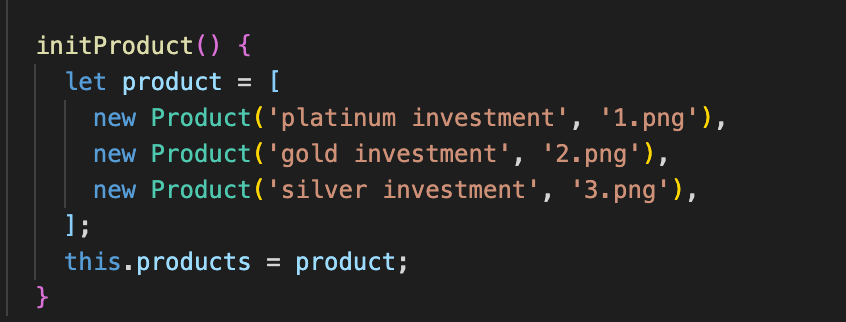 initProduct() {
let product = [
new Product('platinum investment', '1.png'),
new Product('gold investment', '2.png'),
new Product('silver investment', '3.png'),
];
this.products = product;
}